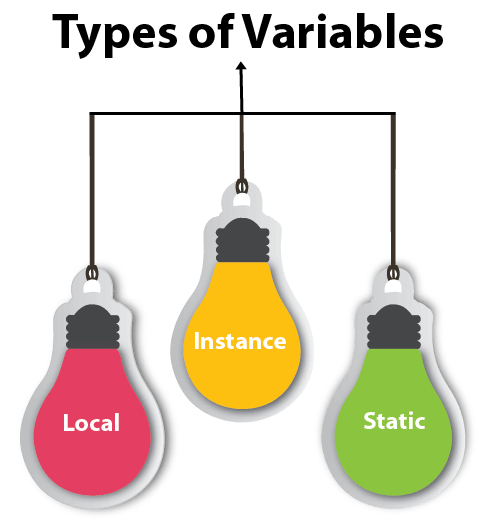 Types of Variables
Instance
Local
Static